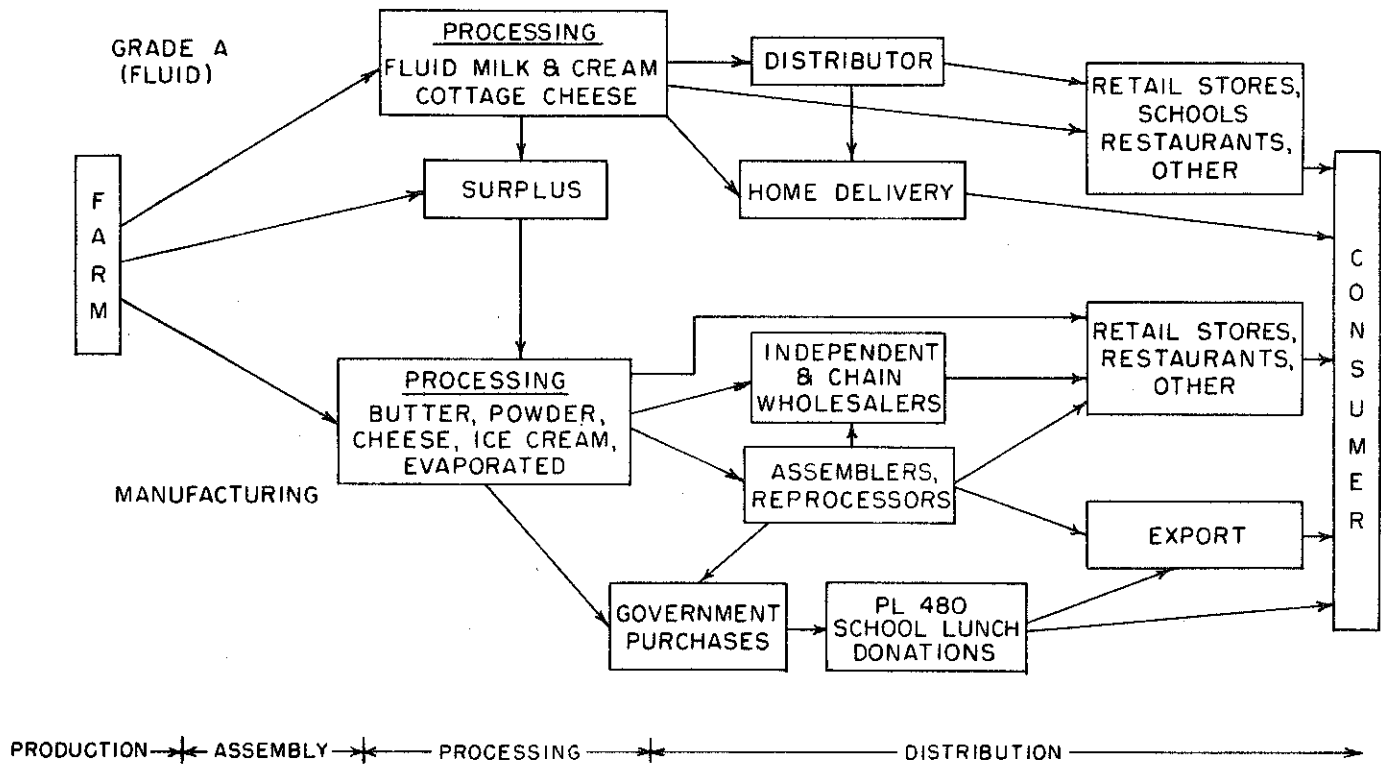 GRADE A
(FLUID)
PROCESSING
FLUID MILK & CREAM
COTTAGE CHEESE
DISTRIBUTOR
RETAIL STORES,
SCHOOLS
RESTAURANTS,
OTHER
FARM
SURPLUS
HOME DELIVERY
CONSUMER
PROCESSING
BUTTER, POWDER,
CHEESE, ICE CREAM,
EVAPORATED
INDEPENDENT
& CHAIN
WHOLESALERS
RETAIL STORES,
RESTAURANTS,
OTHER
MANUFACTURING
ASSEMBLERS,
REPROCESSORS
EXPORT
GOVERNMENT
PURCHASES
PL 480
SCHOOL LUNCH
DONATIONS
PRODUCTION ASSEMBLY PROCESSING DISTRIBUTION